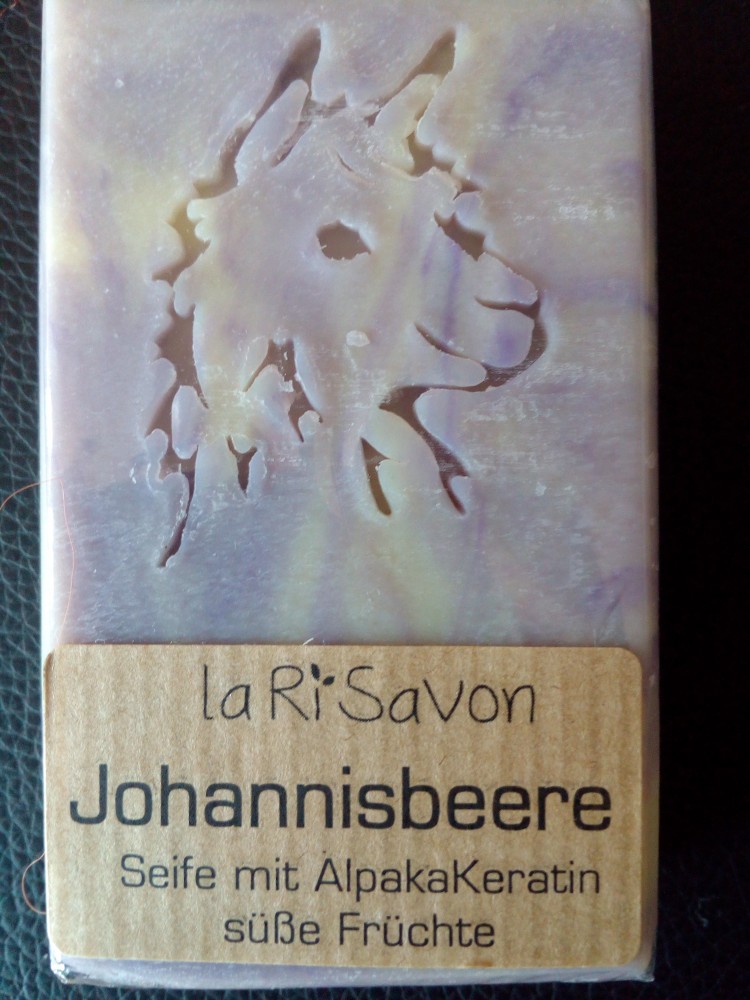 la Ri Savon
Johannisbeere
Seife mit AlpakaKeratin
süße Früchte